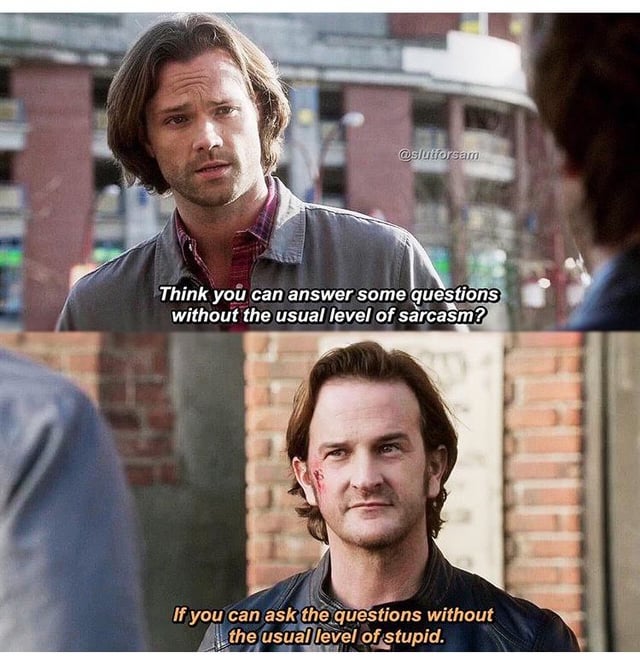 @slutforsam
Think you can answer some questions
without the usual level of sarcasm?
If you can ask the questions without
the usual level of stupid.